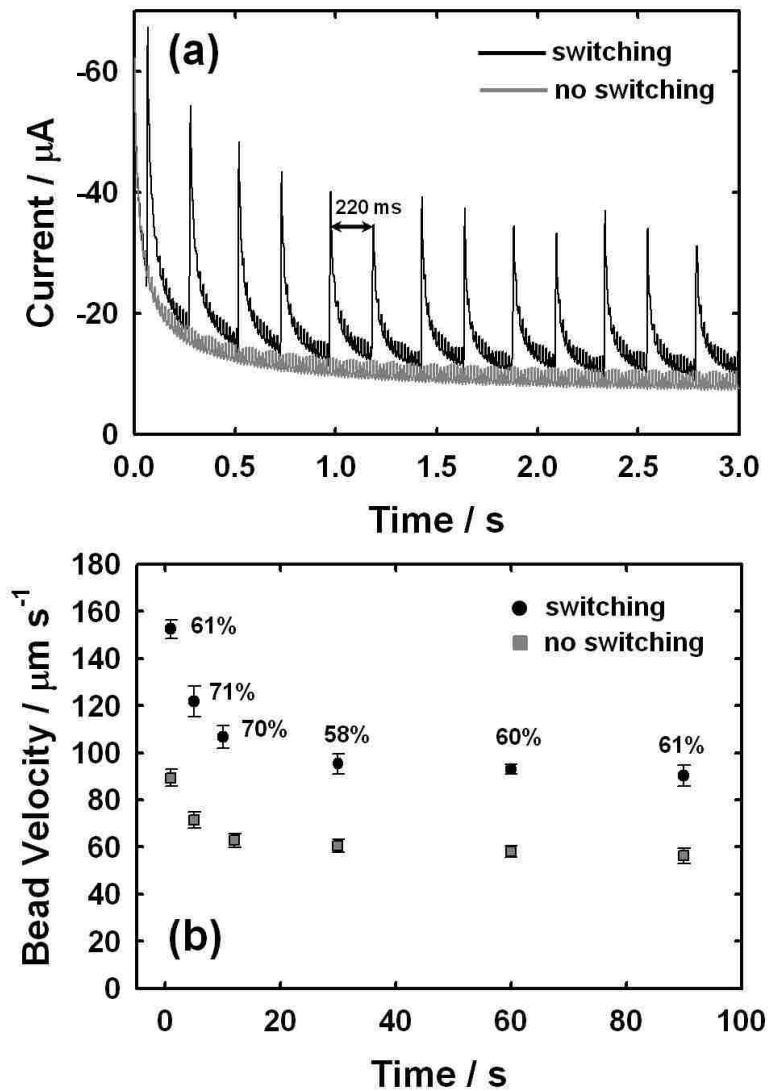 (a)
switching
no switching
-60
-40
-20
0
220 ms
Current / µA
0.0 0.5 1.0 1.5 2.0 2.5 3.0
Time / s
180
160
140
120
100
80
60
40
20
0
switching
no switching
61%
71%
70%
58%
60%
61%
(b)
Bead Velocity / µm s⁻¹
0 20 40 60 80 100
Time / s